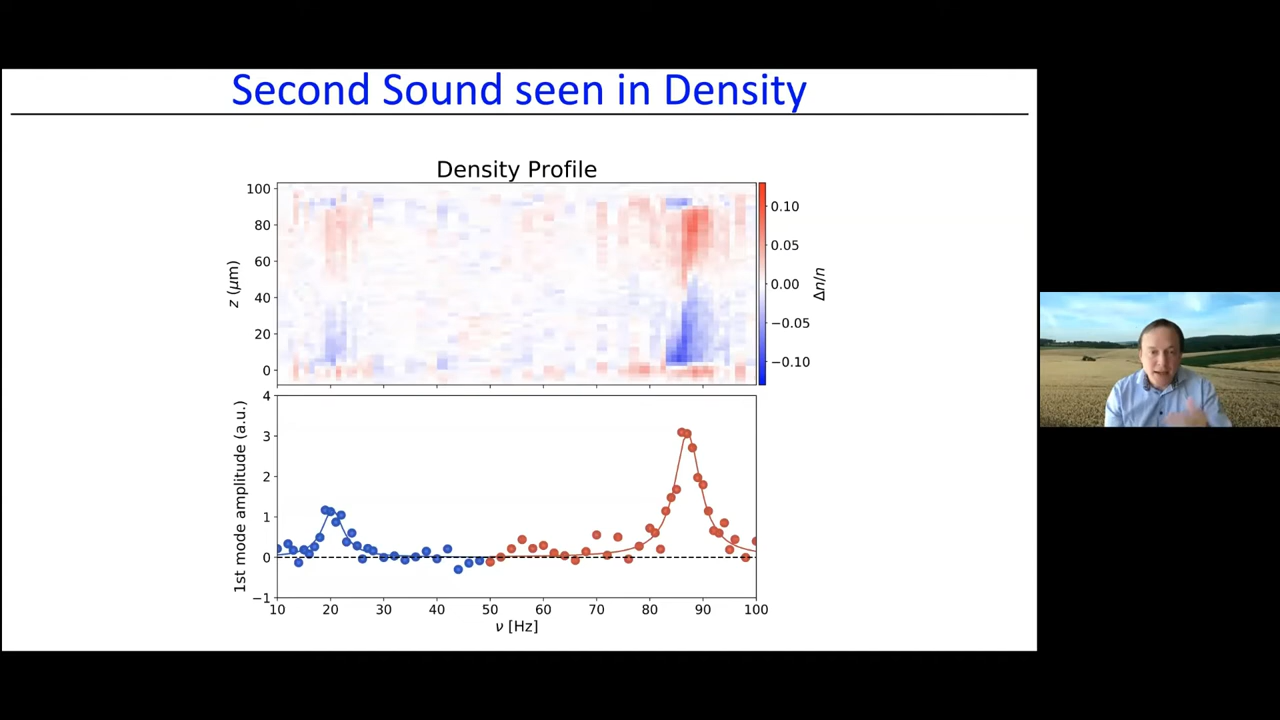 Second Sound seen in Density
Density Profile
z (μm)
100
80
60
40
20
0
0.10
0.05
0.00
−0.05
−0.10
Δn/n
1st mode amplitude (a.u.)
4
3
2
1
0
−1
10 20 30 40 50 60 70 80 90 100
ν [Hz]